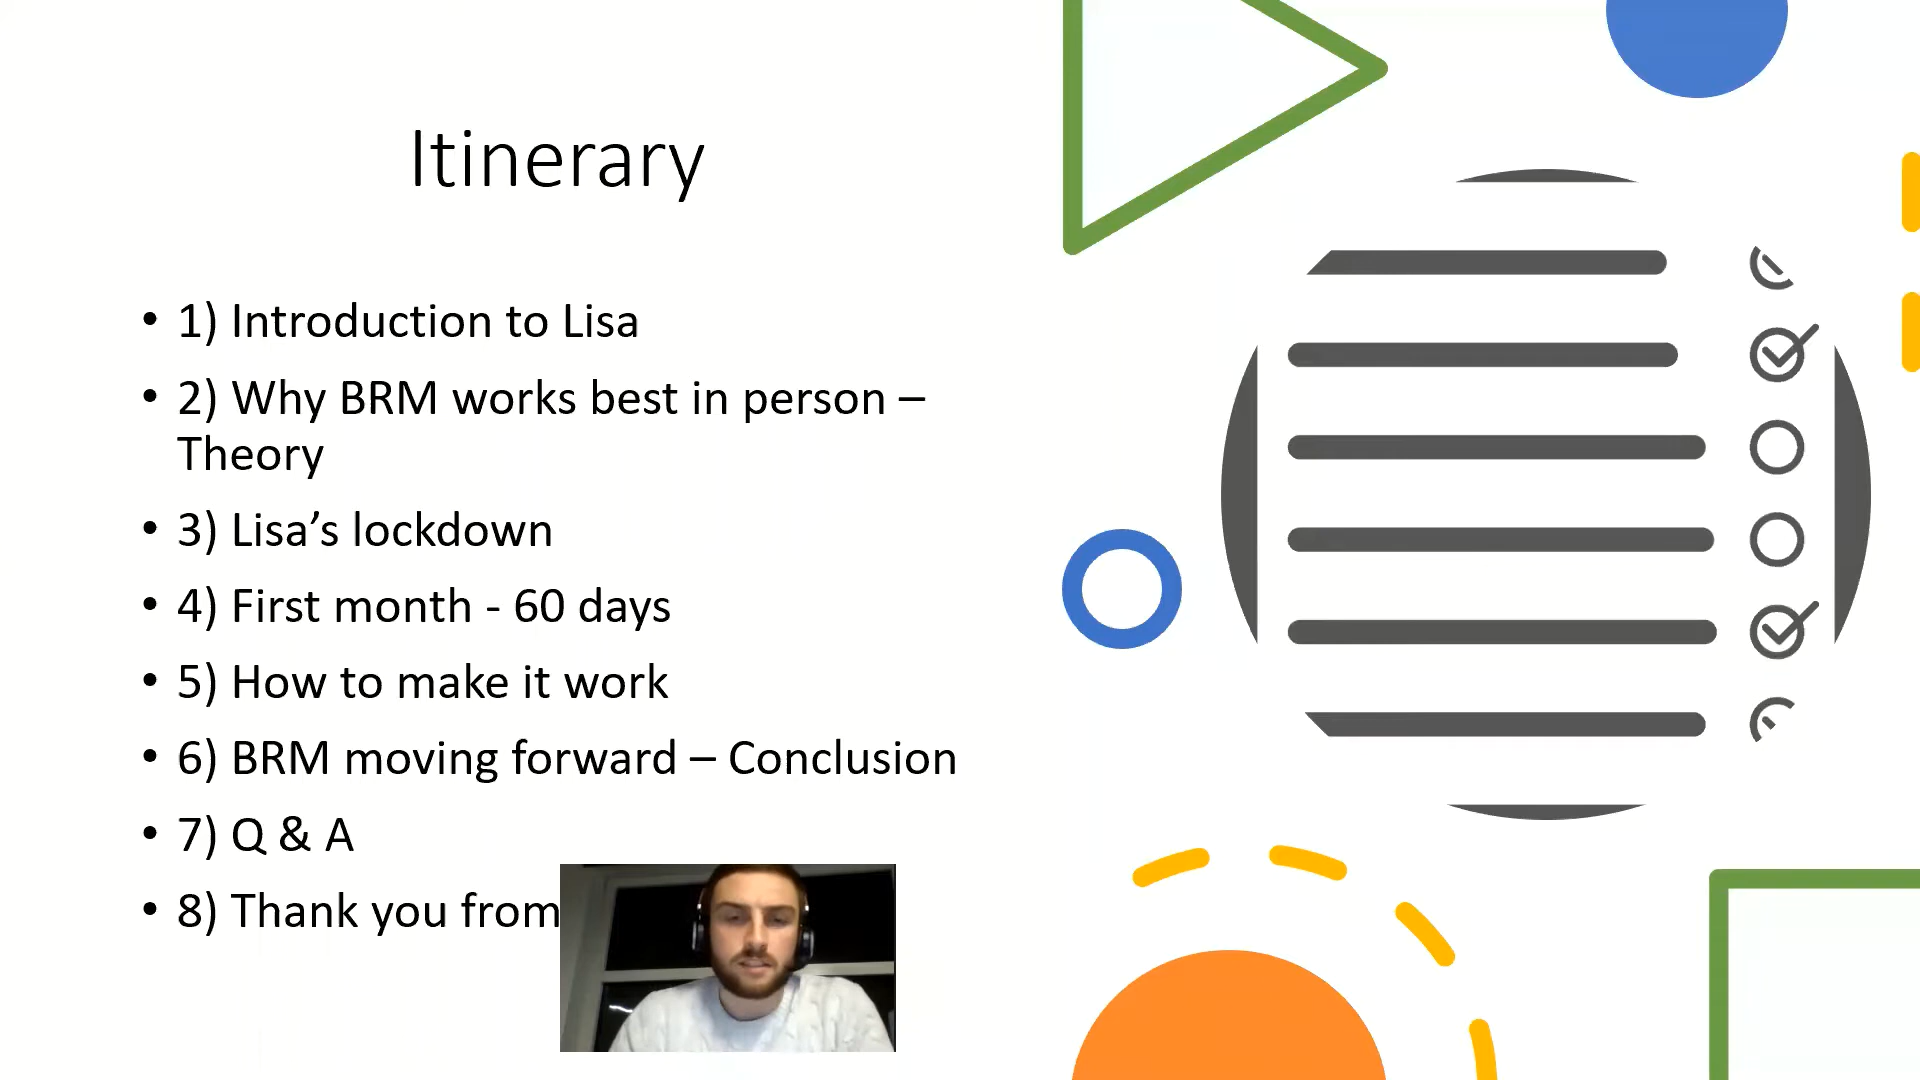 Itinerary
• 1) Introduction to Lisa
• 2) Why BRM works best in person –
Theory
• 3) Lisa’s lockdown
• 4) First month - 60 days
• 5) How to make it work
• 6) BRM moving forward – Conclusion
• 7) Q & A
• 8) Thank you from